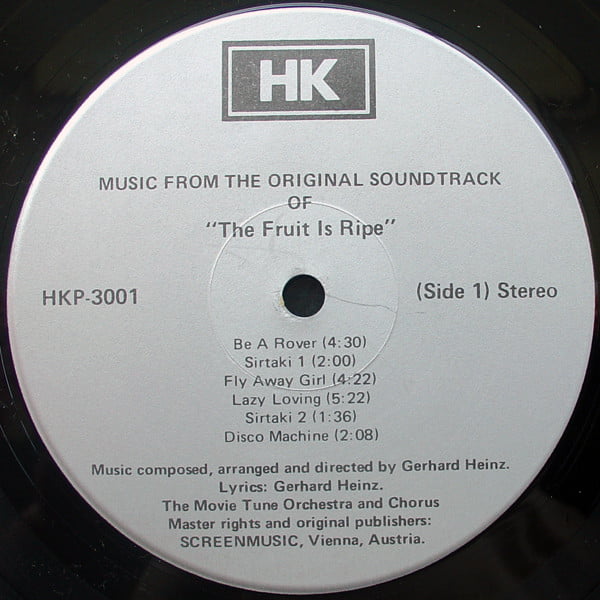 HK
MUSIC FROM THE ORIGINAL SOUNDTRACK
OF
"The Fruit Is Ripe"
HKP-3001
(Side 1) Stereo
Be A Rover (4:30)
Sirtaki 1 (2:00)
Fly Away Girl (4:22)
Lazy Loving (5:22)
Sirtaki 2 (1:36)
Disco Machine (2:08)
Music composed, arranged and directed by Gerhard Heinz.
Lyrics: Gerhard Heinz.
The Movie Tune Orchestra and Chorus
Master rights and original publishers:
SCREENMUSIC, Vienna, Austria.